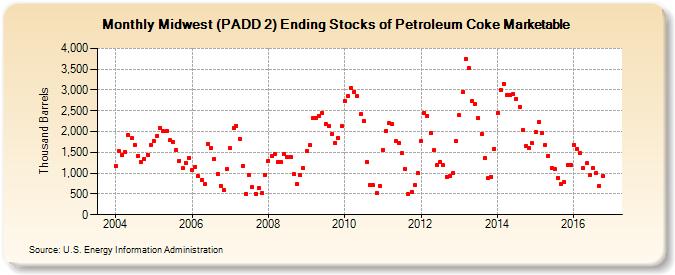 Monthly Midwest (PADD 2) Ending Stocks of Petroleum Coke Marketable
Thousand Barrels
4,000
3,500
3,000
2,500
2,000
1,500
1,000
500
0
2004 2006 2008 2010 2012 2014 2016
Source: U.S. Energy Information Administration